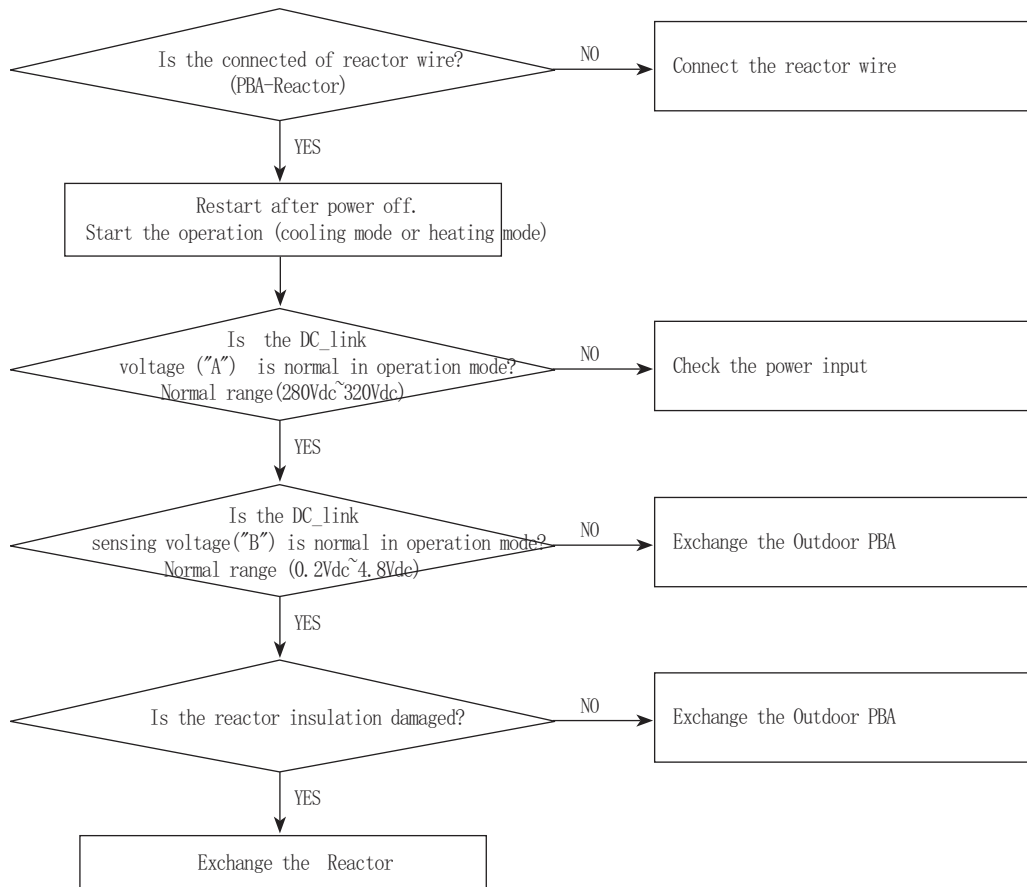 Is the connected of reactor wire?
(PBA-Reactor)
NO
Connect the reactor wire
YES
Restart after power off.
Start the operation (cooling mode or heating mode)
Is the DC_link
voltage ("A") is normal in operation mode?
Normal range(280Vdc~320Vdc)
NO
Check the power input
YES
Is the DC_link
sensing voltage("B") is normal in operation mode?
Normal range (0.2Vdc~4.8Vdc)
NO
Exchange the Outdoor PBA
YES
Is the reactor insulation damaged?
NO
Exchange the Outdoor PBA
YES
Exchange the Reactor